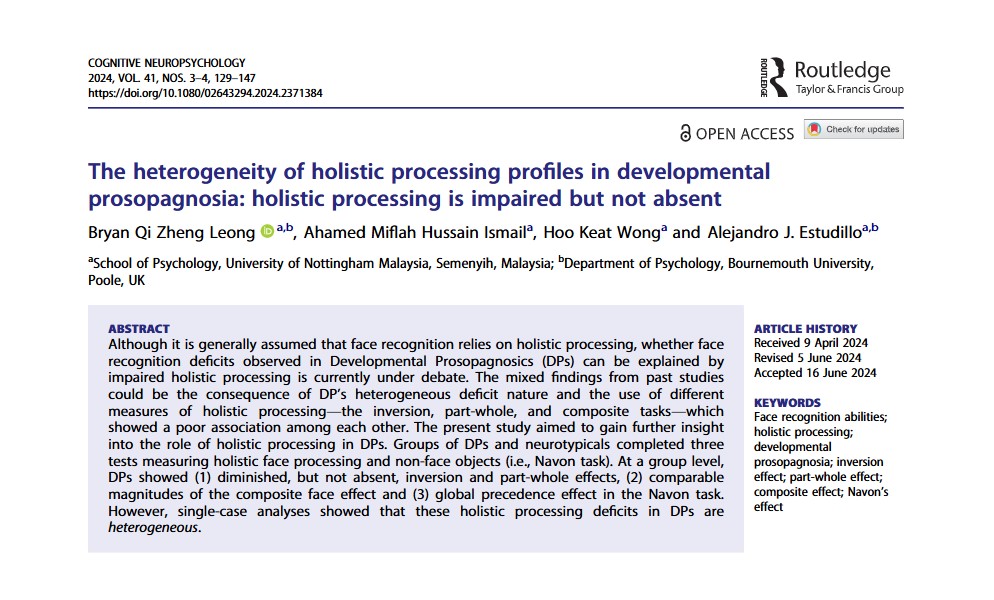 COGNITIVE NEUROPSYCHOLOGY
2024, VOL. 41, NOS. 3–4, 129–147
https://doi.org/10.1080/02643294.2024.2371384
ROUTLEDGE
Routledge
Taylor & Francis Group
OPEN ACCESS
Check for updates
The heterogeneity of holistic processing profiles in developmental
prosopagnosia: holistic processing is impaired but not absent
Bryan Qi Zheng Leong iD a,b, Ahamed Miflah Hussain Ismaila, Hoo Keat Wonga and Alejandro J. Estudilloa,b
aSchool of Psychology, University of Nottingham Malaysia, Semenyih, Malaysia; bDepartment of Psychology, Bournemouth University,
Poole, UK
ABSTRACT
Although it is generally assumed that face recognition relies on holistic processing, whether face
recognition deficits observed in Developmental Prosopagnosics (DPs) can be explained by
impaired holistic processing is currently under debate. The mixed findings from past studies
could be the consequence of DP’s heterogeneous deficit nature and the use of different
measures of holistic processing—the inversion, part-whole, and composite tasks—which
showed a poor association among each other. The present study aimed to gain further insight
into the role of holistic processing in DPs. Groups of DPs and neurotypicals completed three
tests measuring holistic face processing and non-face objects (i.e., Navon task). At a group level,
DPs showed (1) diminished, but not absent, inversion and part-whole effects, (2) comparable
magnitudes of the composite face effect and (3) global precedence effect in the Navon task.
However, single-case analyses showed that these holistic processing deficits in DPs are
heterogeneous.
ARTICLE HISTORY
Received 9 April 2024
Revised 5 June 2024
Accepted 16 June 2024
KEYWORDS
Face recognition abilities;
holistic processing;
developmental
prosopagnosia; inversion
effect; part-whole effect;
composite effect; Navon’s
effect